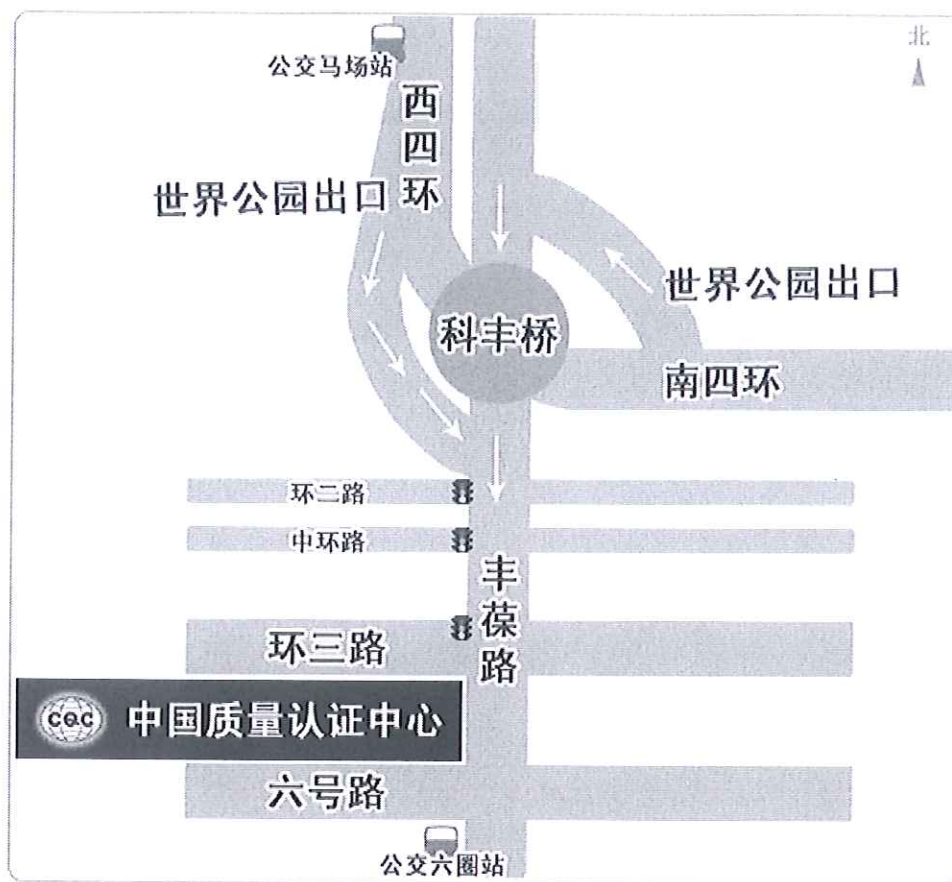 北
公交马场站
西四环
世界公园出口
世界公园出口
科丰桥
南四环
环二路
中环路
丰葆路
环三路
CQC 中国质量认证中心
六号路
公交六圈站